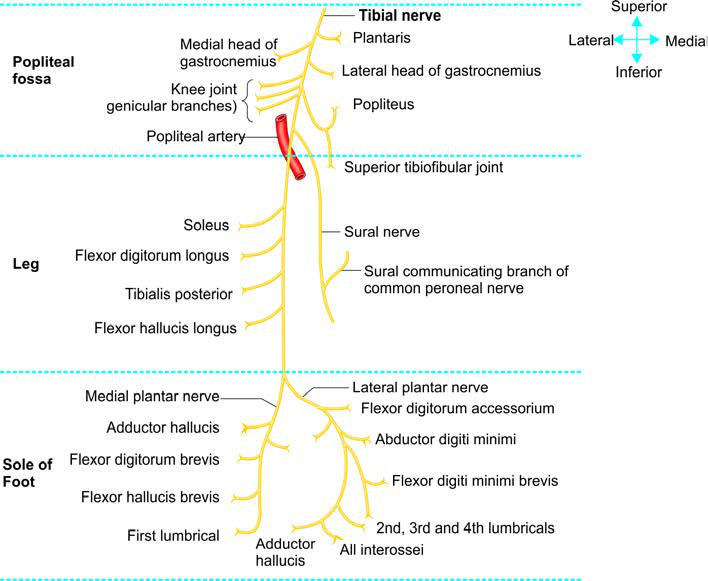 Tibial nerve
Superior
Lateral
Medial
Inferior
Popliteal
fossa
Medial head of
gastrocnemius
Plantaris
Lateral head of gastrocnemius
Knee joint
genicular branches)
Popliteus
Popliteal artery
Superior tibiofibular joint
Leg
Soleus
Sural nerve
Flexor digitorum longus
Sural communicating branch of
common peroneal nerve
Tibialis posterior
Flexor hallucis longus
Sole of
Foot
Medial plantar nerve
Lateral plantar nerve
Flexor digitorum accessorium
Adductor hallucis
Abductor digiti minimi
Flexor digitorum brevis
Flexor digiti minimi brevis
Flexor hallucis brevis
First lumbrical
2nd, 3rd and 4th lumbricals
Adductor
hallucis
All interossei